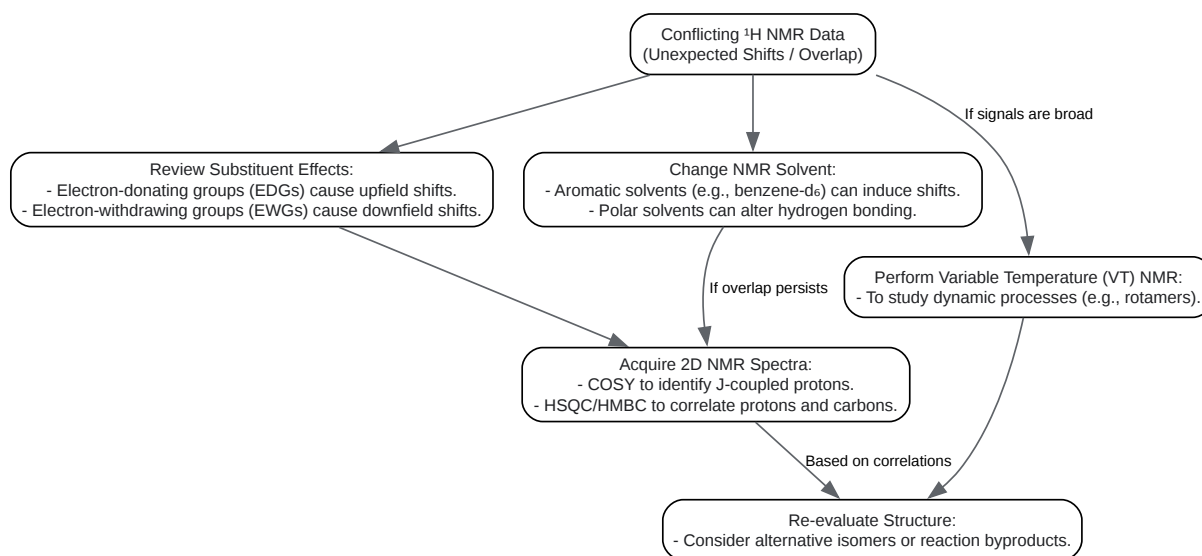 Conflicting ¹H NMR Data
(Unexpected Shifts / Overlap)
If signals are broad
Review Substituent Effects:
- Electron-donating groups (EDGs) cause upfield shifts.
- Electron-withdrawing groups (EWGs) cause downfield shifts.
Change NMR Solvent:
- Aromatic solvents (e.g., benzene-d₆) can induce shifts.
- Polar solvents can alter hydrogen bonding.
If overlap persists
Perform Variable Temperature (VT) NMR:
- To study dynamic processes (e.g., rotamers).
Acquire 2D NMR Spectra:
- COSY to identify J-coupled protons.
- HSQC/HMBC to correlate protons and carbons.
Based on correlations
Re-evaluate Structure:
- Consider alternative isomers or reaction byproducts.